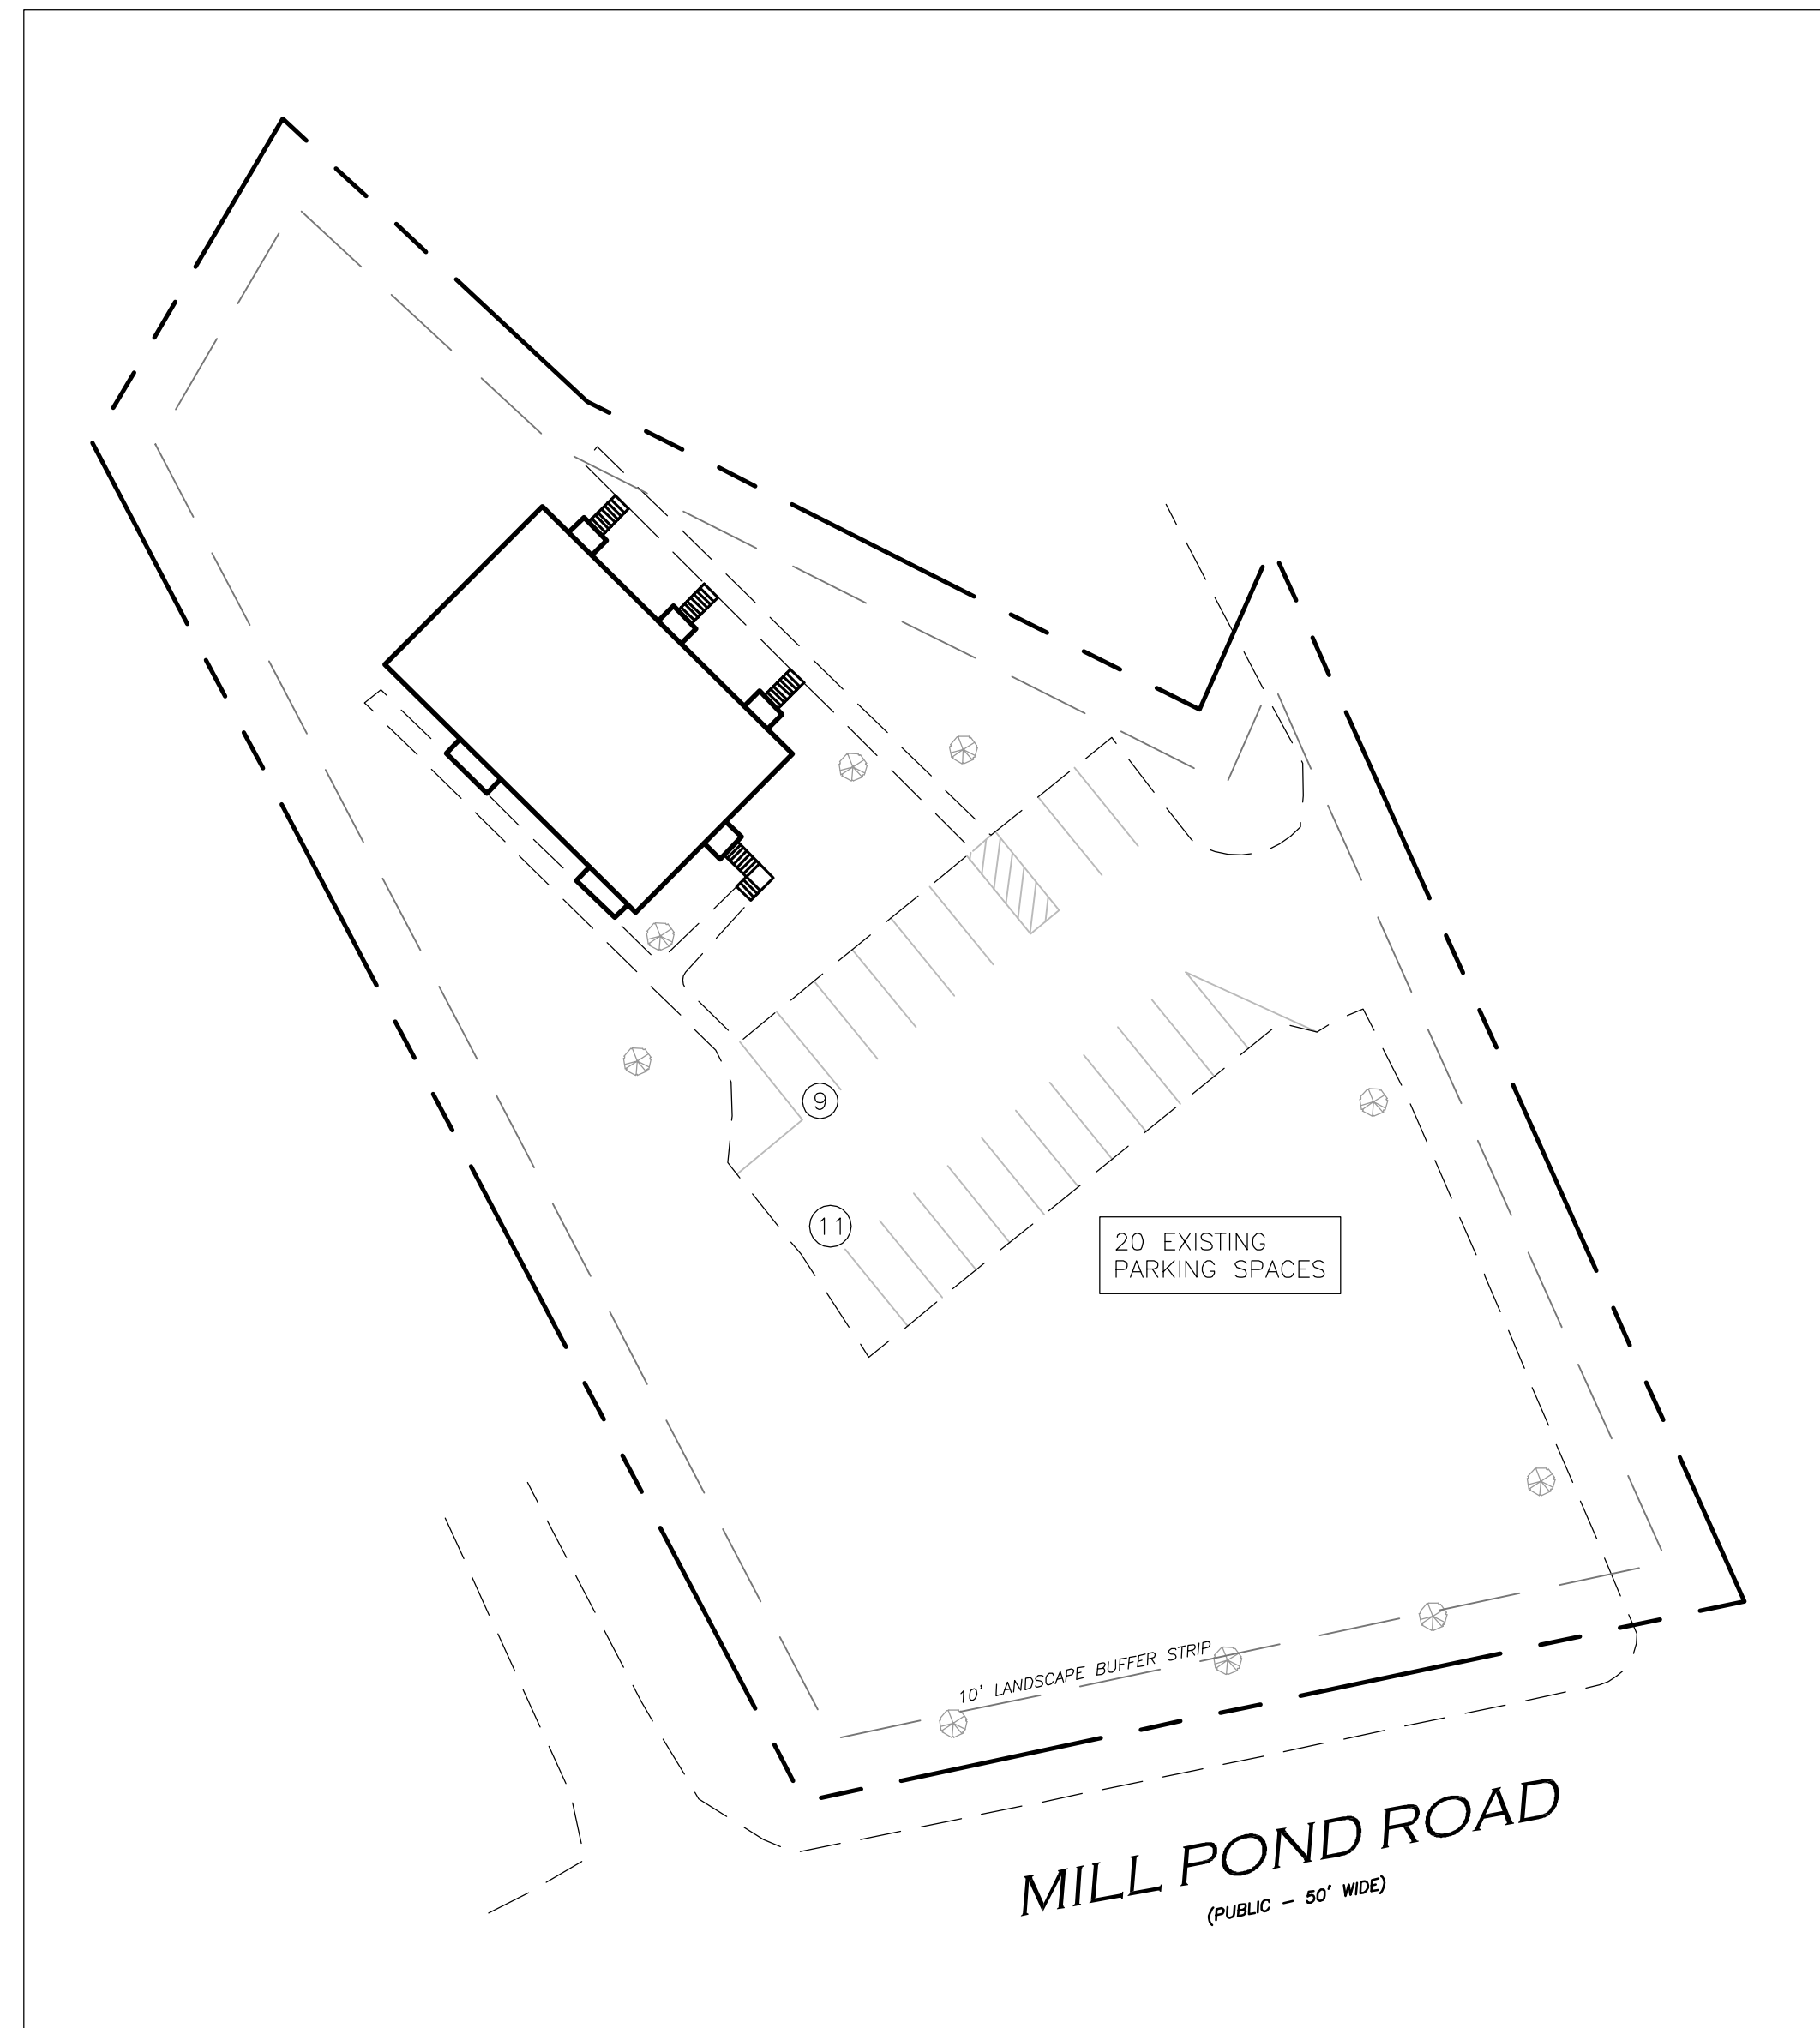 9
11
20 EXISTING
PARKING SPACES
10' LANDSCAPE BUFFER STRIP
MILL POND ROAD
(PUBLIC - 50' WIDE)